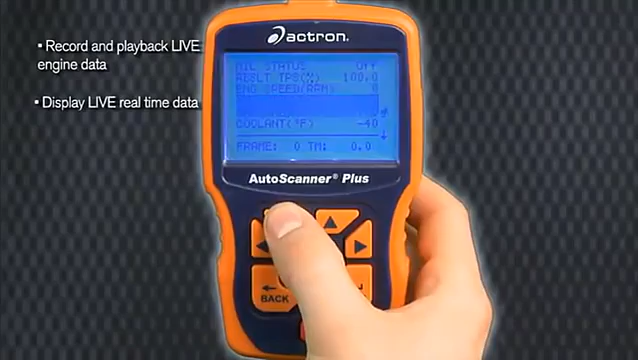 • Record and playback LIVE
engine data
• Display LIVE real time data
actron.
MIL STATUS OFF
ABSLT TPS(%) 100.0
ENG SPEED(RPM) 0
COOLANT(°F) -40
FRAME: 0 TM: 0.0
AutoScanner® Plus
BACK